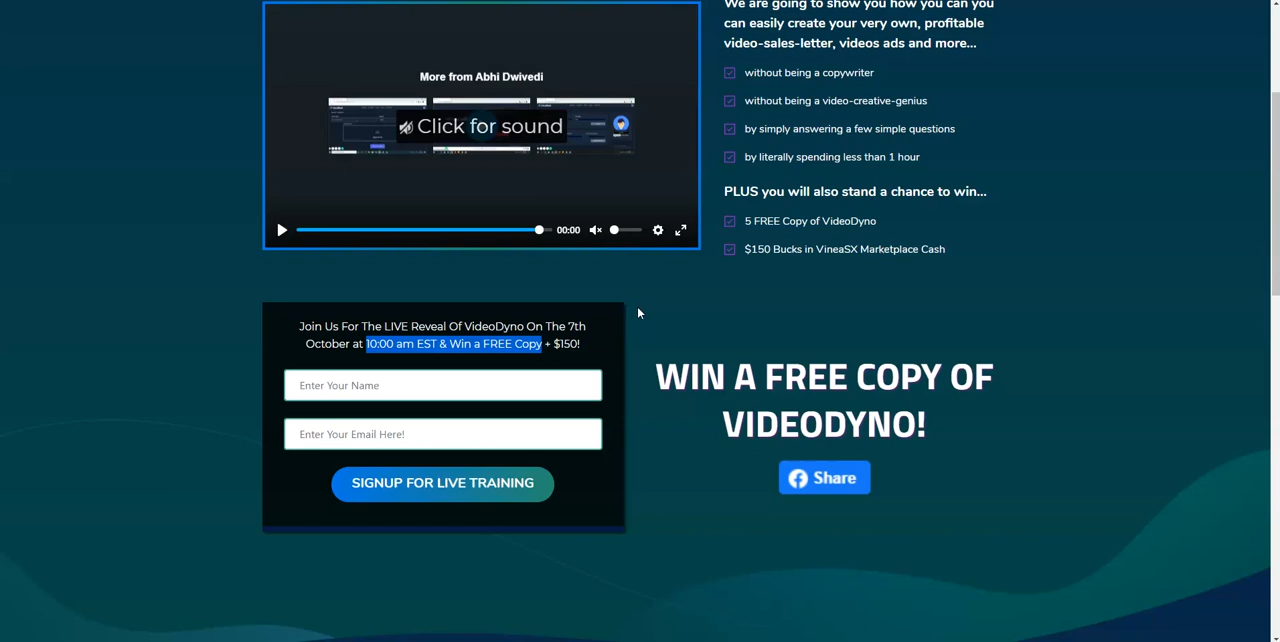 We are going to show you how you can you
can easily create your very own, profitable
video-sales-letter, videos ads and more...
without being a copywriter
without being a video-creative-genius
by simply answering a few simple questions
by literally spending less than 1 hour
PLUS you will also stand a chance to win...
5 FREE Copy of VideoDyno
$150 Bucks in VineaSX Marketplace Cash
More from Abhi Dwivedi
Click for sound
00:00
Join Us For The LIVE Reveal Of VideoDyno On The 7th
October at 10:00 am EST & Win a FREE Copy + $150!
Enter Your Name
Enter Your Email Here!
SIGNUP FOR LIVE TRAINING
WIN A FREE COPY OF
VIDEODYNO!
Share